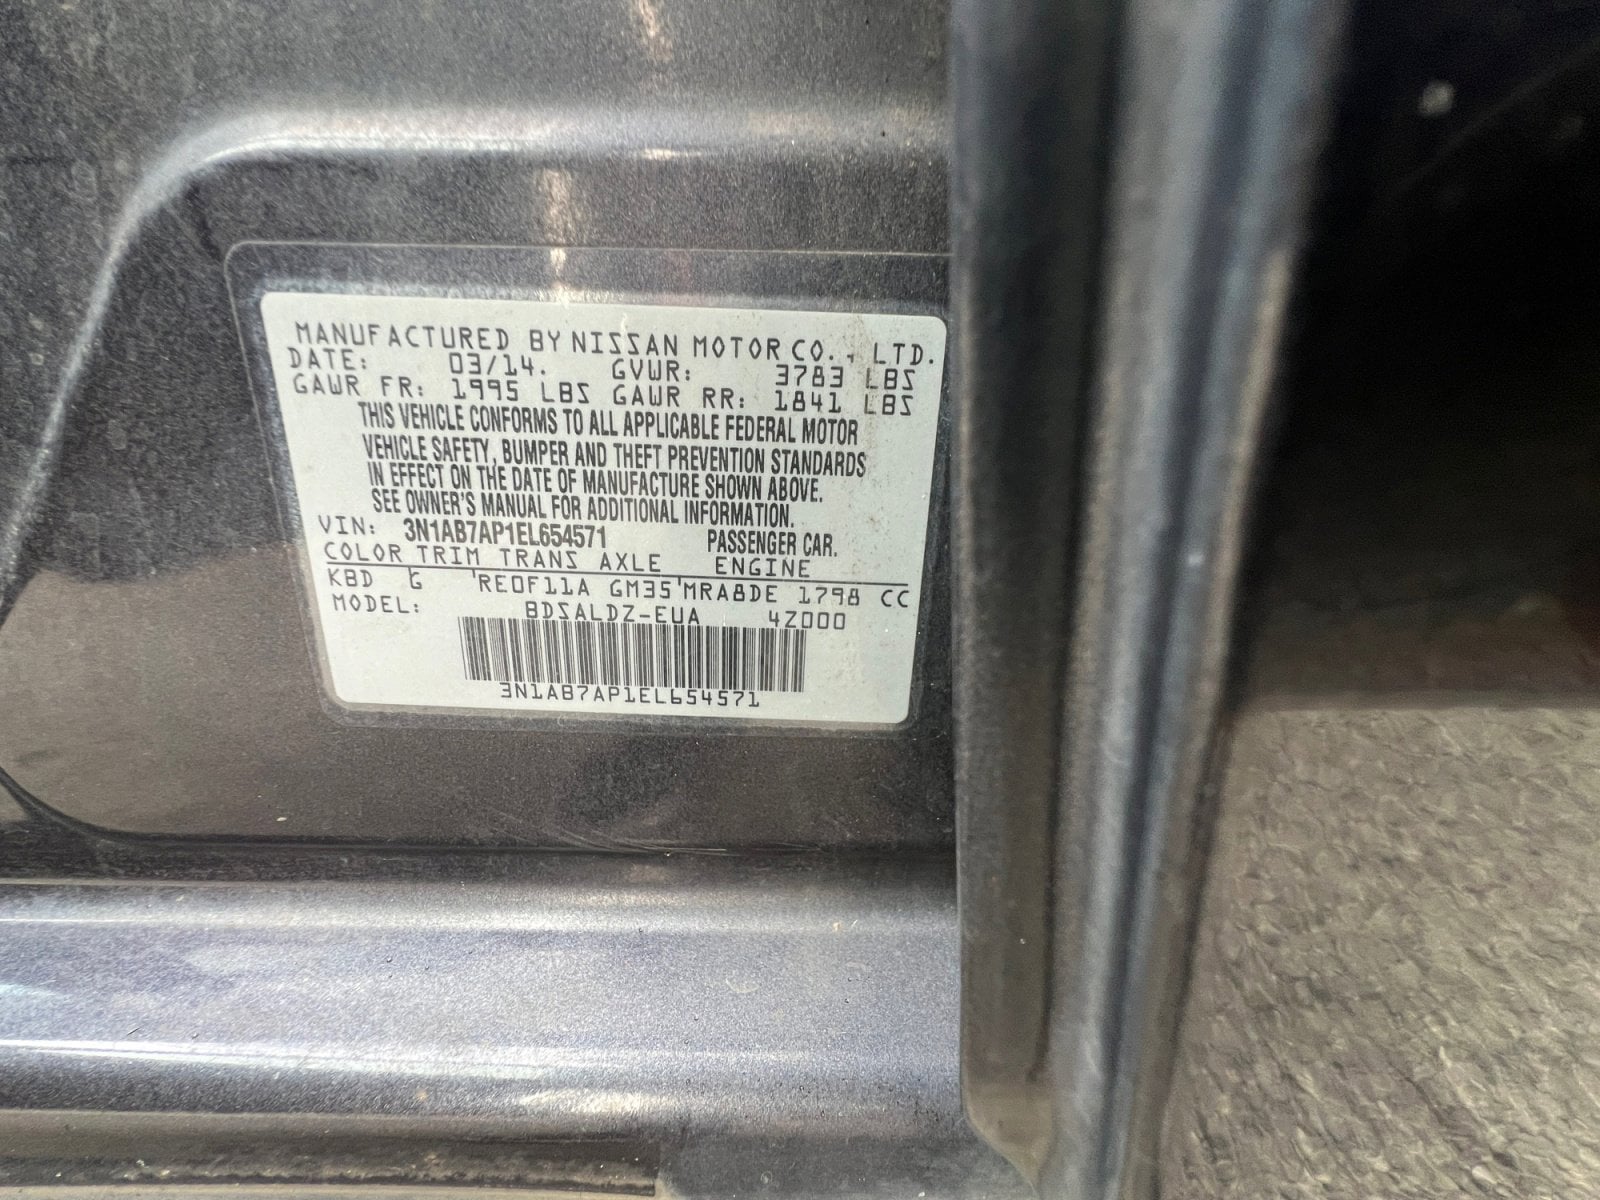 MANUFACTURED BY NISSAN MOTOR CO., LTD.
DATE: 03/14. GVWR: 3783 LBS
GAWR FR: 1995 LBS GAWR RR: 1841 LBS
THIS VEHICLE CONFORMS TO ALL APPLICABLE FEDERAL MOTOR
VEHICLE SAFETY, BUMPER AND THEFT PREVENTION STANDARDS
IN EFFECT ON THE DATE OF MANUFACTURE SHOWN ABOVE.
SEE OWNER'S MANUAL FOR ADDITIONAL INFORMATION.
VIN: 3N1AB7AP1EL654571 PASSENGER CAR.
COLOR TRIM TRANS AXLE ENGINE
KBD G 'RE0F11A GM35'MRA8DE 1798 CC
MODEL: BDSALDZ-EUA 4Z000
3N1AB7AP1EL654571